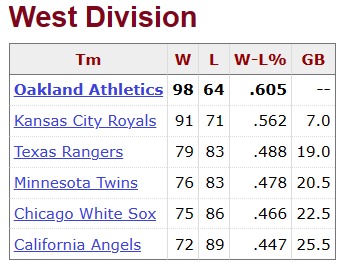 West Division
Tm W L W-L% GB
Oakland Athletics 98 64 .605 --
Kansas City Royals 91 71 .562 7.0
Texas Rangers 79 83 .488 19.0
Minnesota Twins 76 83 .478 20.5
Chicago White Sox 75 86 .466 22.5
California Angels 72 89 .447 25.5